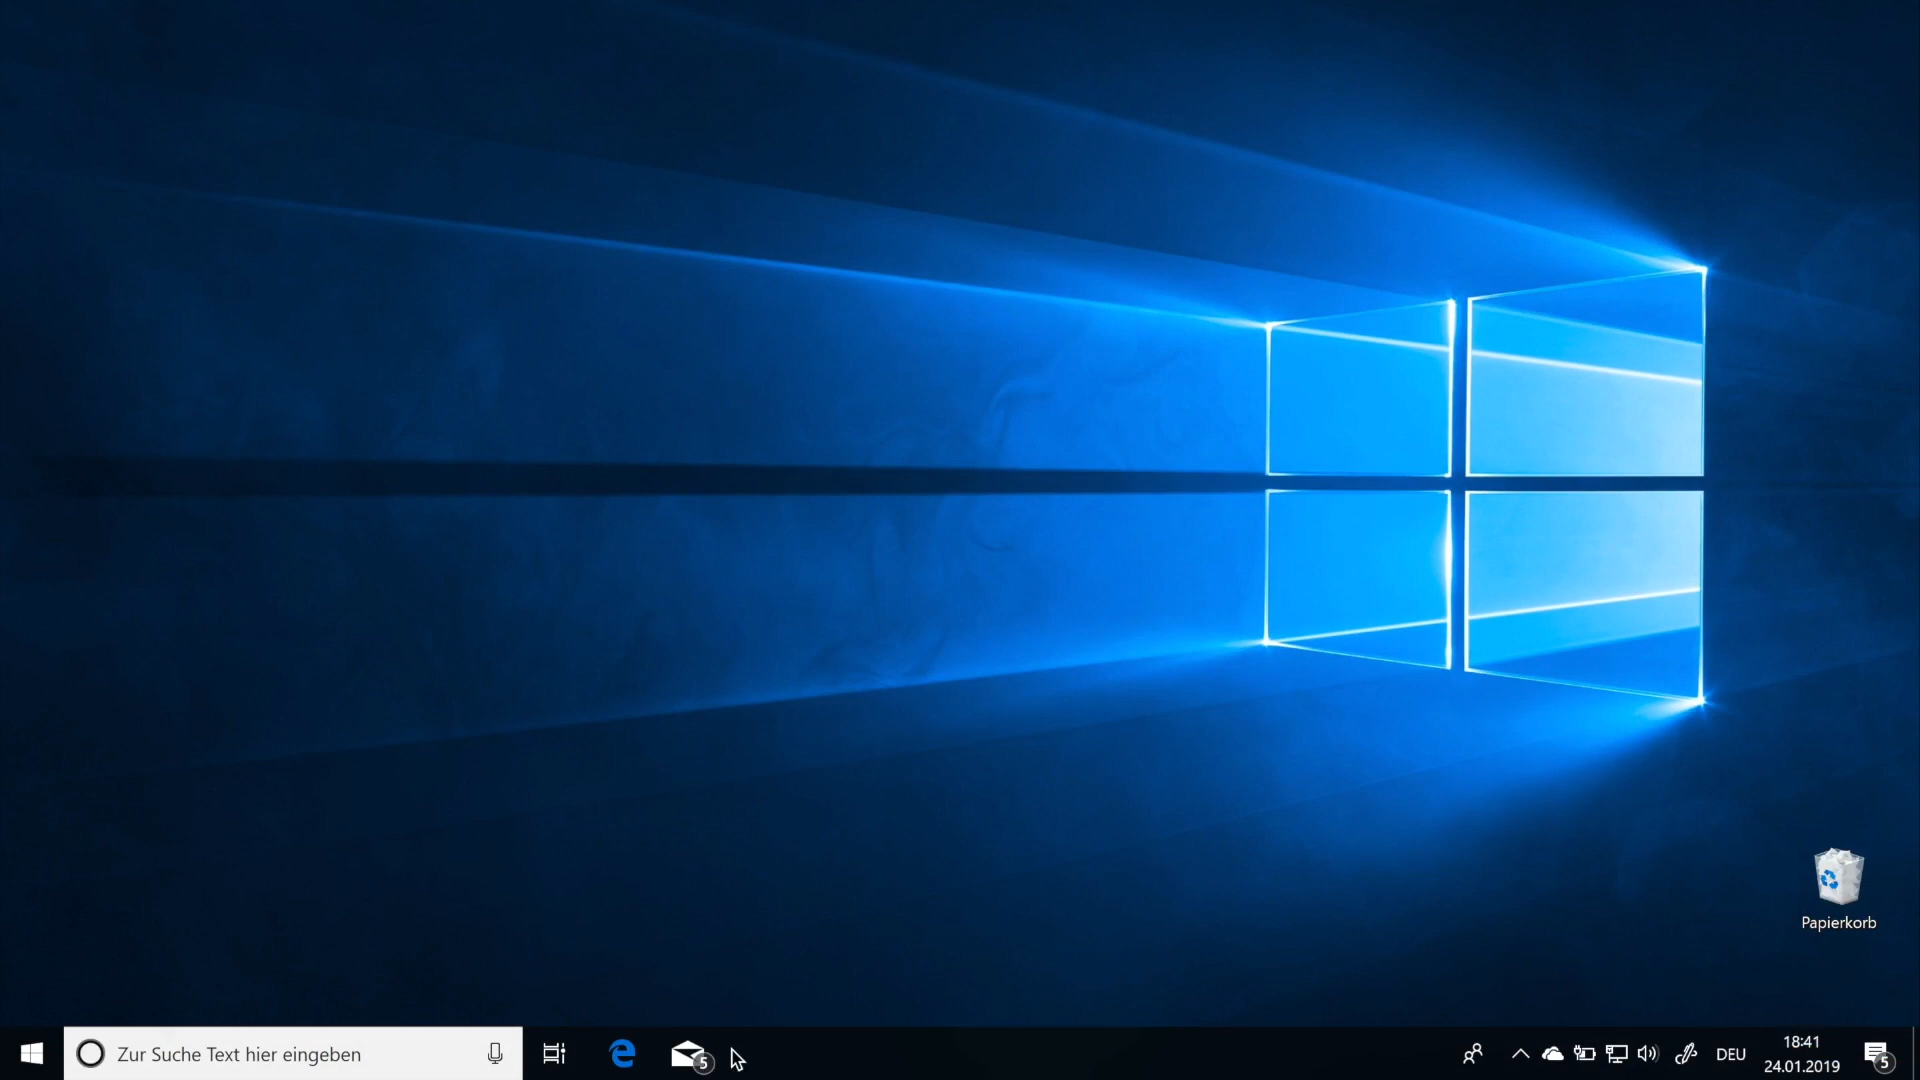 Papierkorb
Zur Suche Text hier eingeben
5
DEU
18:41
24.01.2019
5